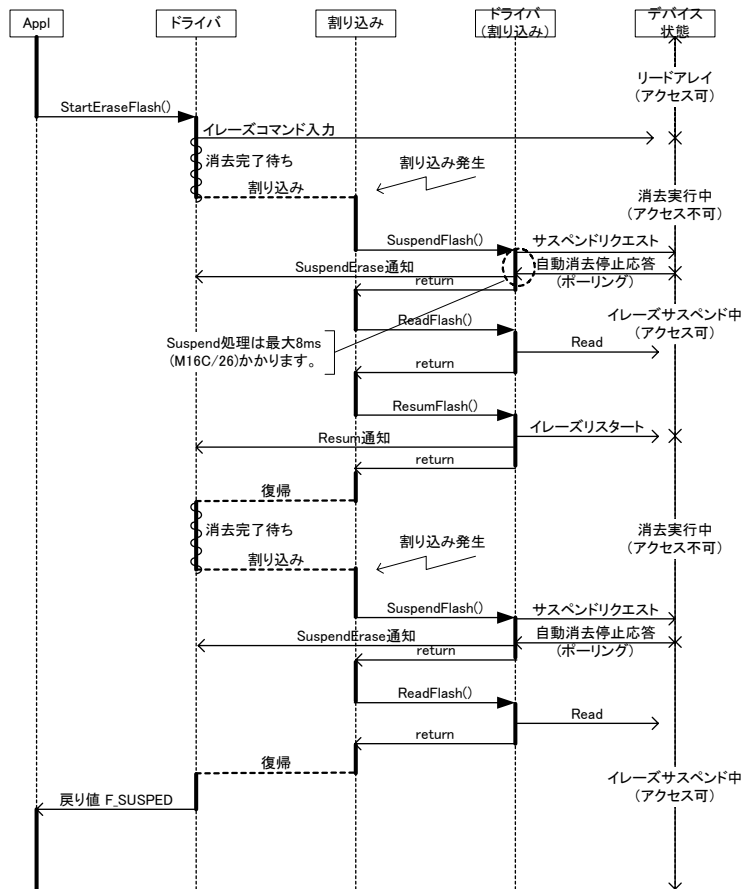 Appl
ドライバ
割り込み
ドライバ
(割り込み)
デバイス
状態
リードアレイ
(アクセス可)
StartEraseFlash()
イレーズコマンド入力
消去完了待ち
割り込み発生
割り込み
消去実行中
(アクセス不可)
SuspendFlash()
サスペンドリクエスト
SuspendErase通知
自動消去停止応答
(ポーリング)
return
イレーズサスペンド中
(アクセス可)
ReadFlash()
Suspend処理は最大8ms
(M16C/26)かかります。
Read
return
ResumFlash()
イレーズリスタート
Resum通知
return
復帰
消去完了待ち
割り込み発生
消去実行中
(アクセス不可)
割り込み
SuspendFlash()
サスペンドリクエスト
SuspendErase通知
自動消去停止応答
(ポーリング)
return
ReadFlash()
Read
return
復帰
イレーズサスペンド中
(アクセス可)
戻り値 F_SUSPED